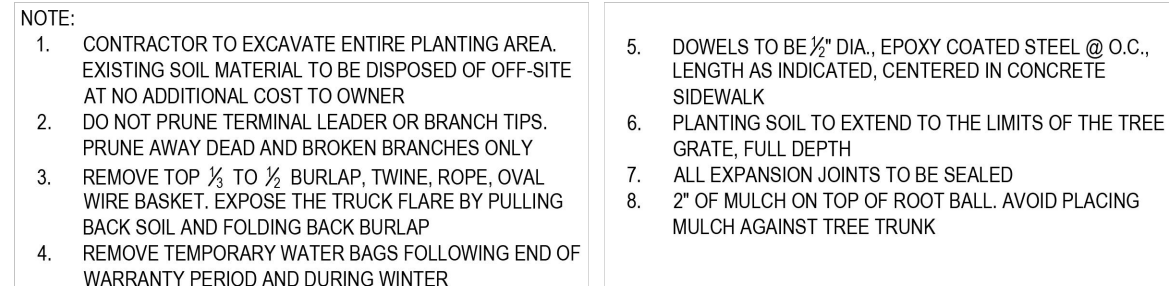 NOTE:
1. CONTRACTOR TO EXCAVATE ENTIRE PLANTING AREA.
EXISTING SOIL MATERIAL TO BE DISPOSED OF OFF-SITE
AT NO ADDITIONAL COST TO OWNER
2. DO NOT PRUNE TERMINAL LEADER OR BRANCH TIPS.
PRUNE AWAY DEAD AND BROKEN BRANCHES ONLY
3. REMOVE TOP ⅓ TO ½ BURLAP, TWINE, ROPE, OVAL
WIRE BASKET. EXPOSE THE TRUCK FLARE BY PULLING
BACK SOIL AND FOLDING BACK BURLAP
4. REMOVE TEMPORARY WATER BAGS FOLLOWING END OF
WARRANTY PERIOD AND DURING WINTER
5. DOWELS TO BE ½" DIA., EPOXY COATED STEEL @ O.C.,
LENGTH AS INDICATED, CENTERED IN CONCRETE
SIDEWALK
6. PLANTING SOIL TO EXTEND TO THE LIMITS OF THE TREE
GRATE, FULL DEPTH
7. ALL EXPANSION JOINTS TO BE SEALED
8. 2" OF MULCH ON TOP OF ROOT BALL. AVOID PLACING
MULCH AGAINST TREE TRUNK